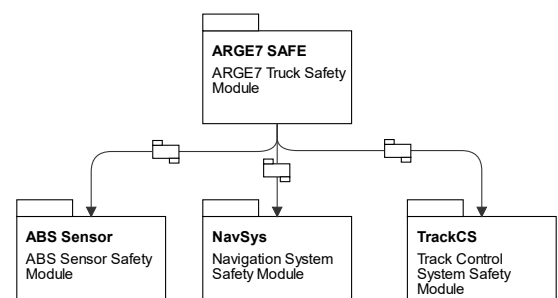 ARGE7 SAFE
ARGE7 Truck Safety
Module
ABS Sensor
ABS Sensor Safety
Module
NavSys
Navigation System
Safety Module
TrackCS
Track Control
System Safety
Module